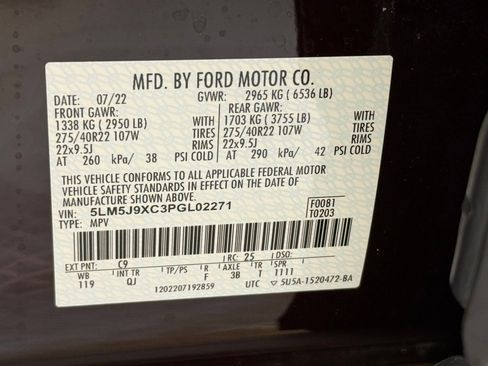 MFD. BY FORD MOTOR CO.
DATE: 07/22 GVWR: 2965 KG ( 6536 LB)
FRONT GAWR: REAR GAWR:
1338 KG ( 2950 LB) WITH 1703 KG ( 3755 LB) WITH
275/40R22 107W TIRES 275/40R22 107W TIRES
22x9.5J RIMS 22x9.5J RIMS
AT 260 kPa/ 38 PSI COLD AT 290 kPa/ 42 PSI COLD
THIS VEHICLE CONFORMS TO ALL APPLICABLE FEDERAL MOTOR
VEHICLE SAFETY STANDARDS IN EFFECT ON THE DATE OF MANUFACTURE
SHOWN ABOVE.
VIN: 5LM5J9XC3PGL02271 F0081
TYPE: MPV T0203
EXT PNT: C9 RC: 25
WB INT TR TP/PS R AXLE TR SPR
119 QJ F 3B T 1111
1202207192859 UTC 5U5A-1520472-BA